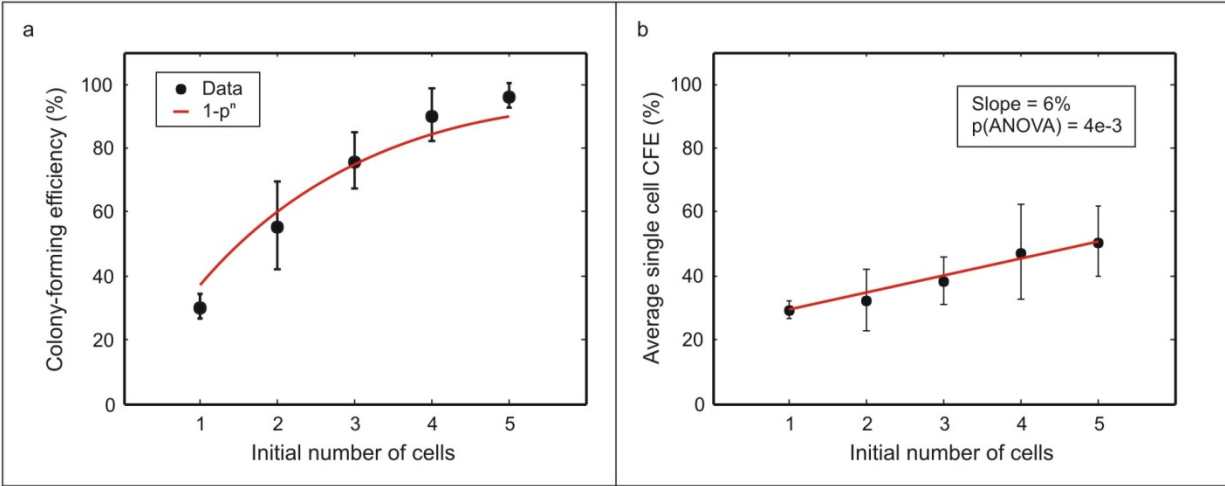 a
Colony-forming efficiency (%)
100
80
60
40
20
0
Data
1-pⁿ
1 2 3 4 5
Initial number of cells
b
Average single cell CFE (%)
100
80
60
40
20
0
Slope = 6%
p(ANOVA) = 4e-3
1 2 3 4 5
Initial number of cells